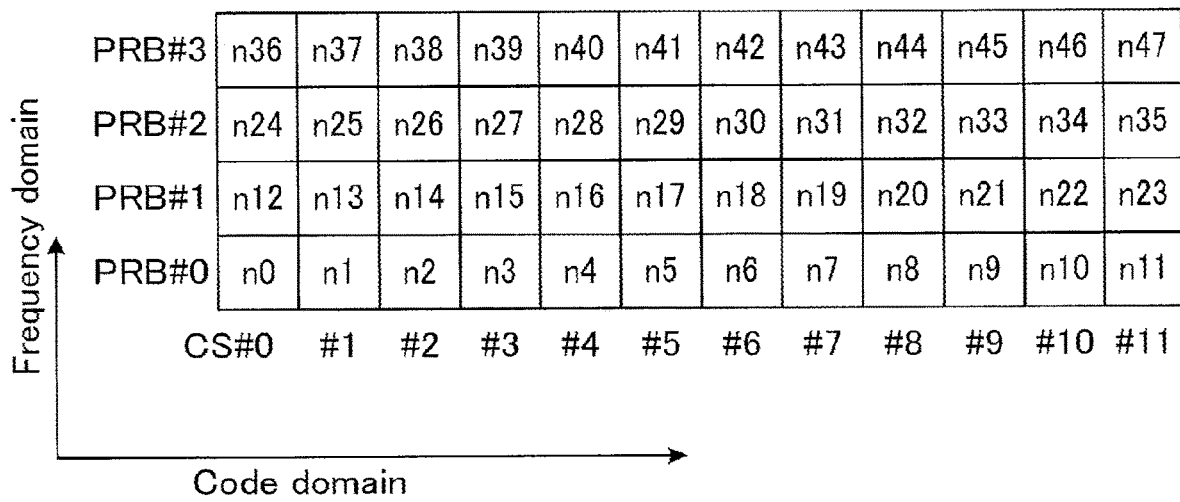 PRB#3 n36 n37 n38 n39 n40 n41 n42 n43 n44 n45 n46 n47
PRB#2 n24 n25 n26 n27 n28 n29 n30 n31 n32 n33 n34 n35
PRB#1 n12 n13 n14 n15 n16 n17 n18 n19 n20 n21 n22 n23
PRB#0 n0 n1 n2 n3 n4 n5 n6 n7 n8 n9 n10 n11
CS#0 #1 #2 #3 #4 #5 #6 #7 #8 #9 #10 #11
Frequency domain
Code domain